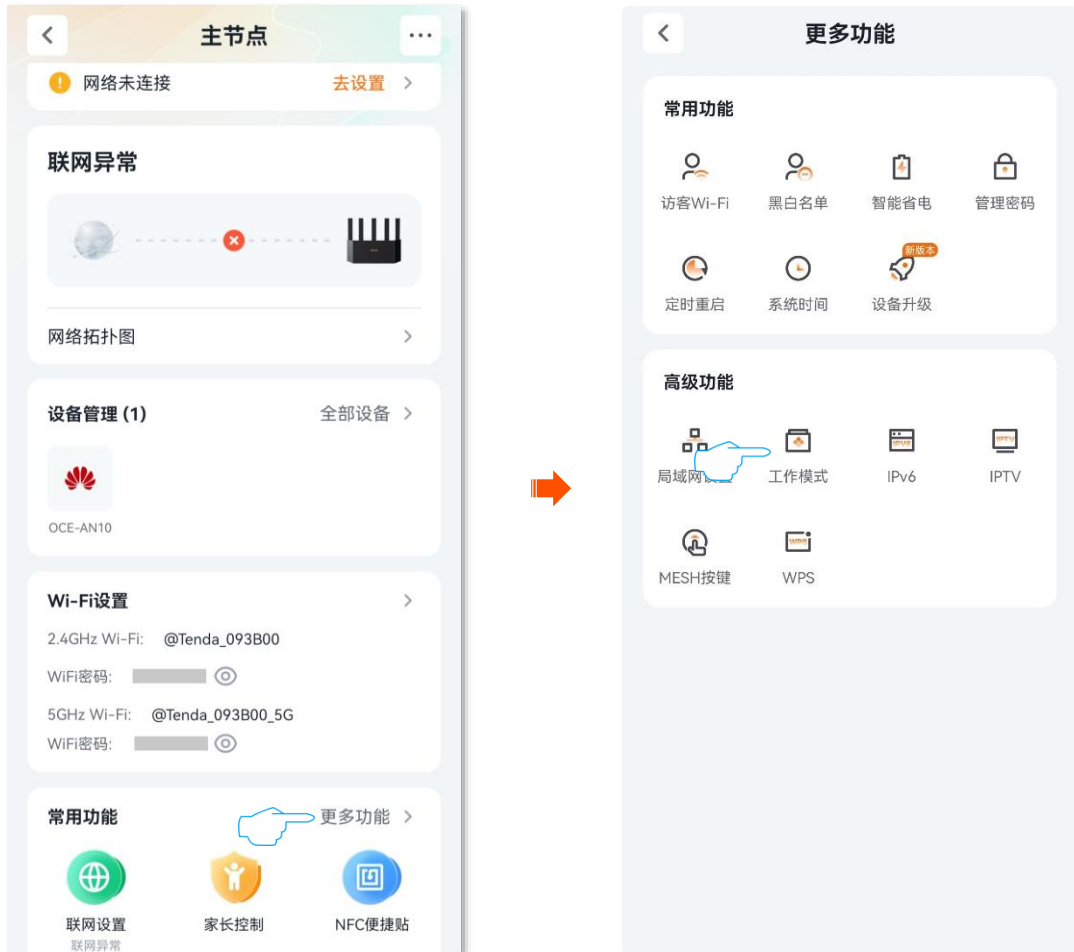 主节点
网络未连接
去设置
联网异常
网络拓扑图
设备管理 (1)
全部设备
OCE-AN10
Wi-Fi设置
2.4GHz Wi-Fi: @Tenda_093B00
WiFi密码:
5GHz Wi-Fi: @Tenda_093B00_5G
WiFi密码:
常用功能
更多功能
联网设置
家长控制
NFC便捷贴
联网异常
更多功能
常用功能
访客Wi-Fi
黑白名单
智能省电
管理密码
新版本
定时重启
系统时间
设备升级
高级功能
IPV6
IPTV
局域网
工作模式
IPv6
IPTV
WPS
MESH按键
WPS